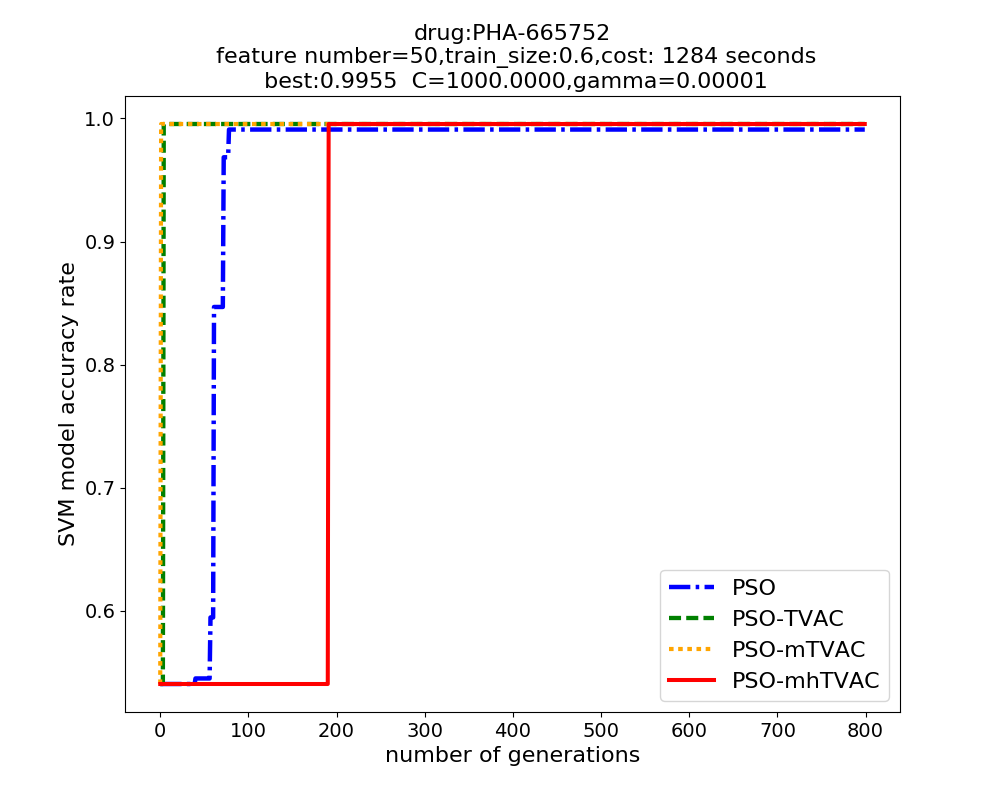 drug:PHA-665752
feature number=50,train_size:0.6,cost: 1284 seconds
best:0.9955  C=1000.0000,gamma=0.00001
SVM model accuracy rate
1.0
0.9
0.8
0.7
0.6
PSO
PSO-TVAC
PSO-mTVAC
PSO-mhTVAC
0 100 200 300 400 500 600 700 800
number of generations